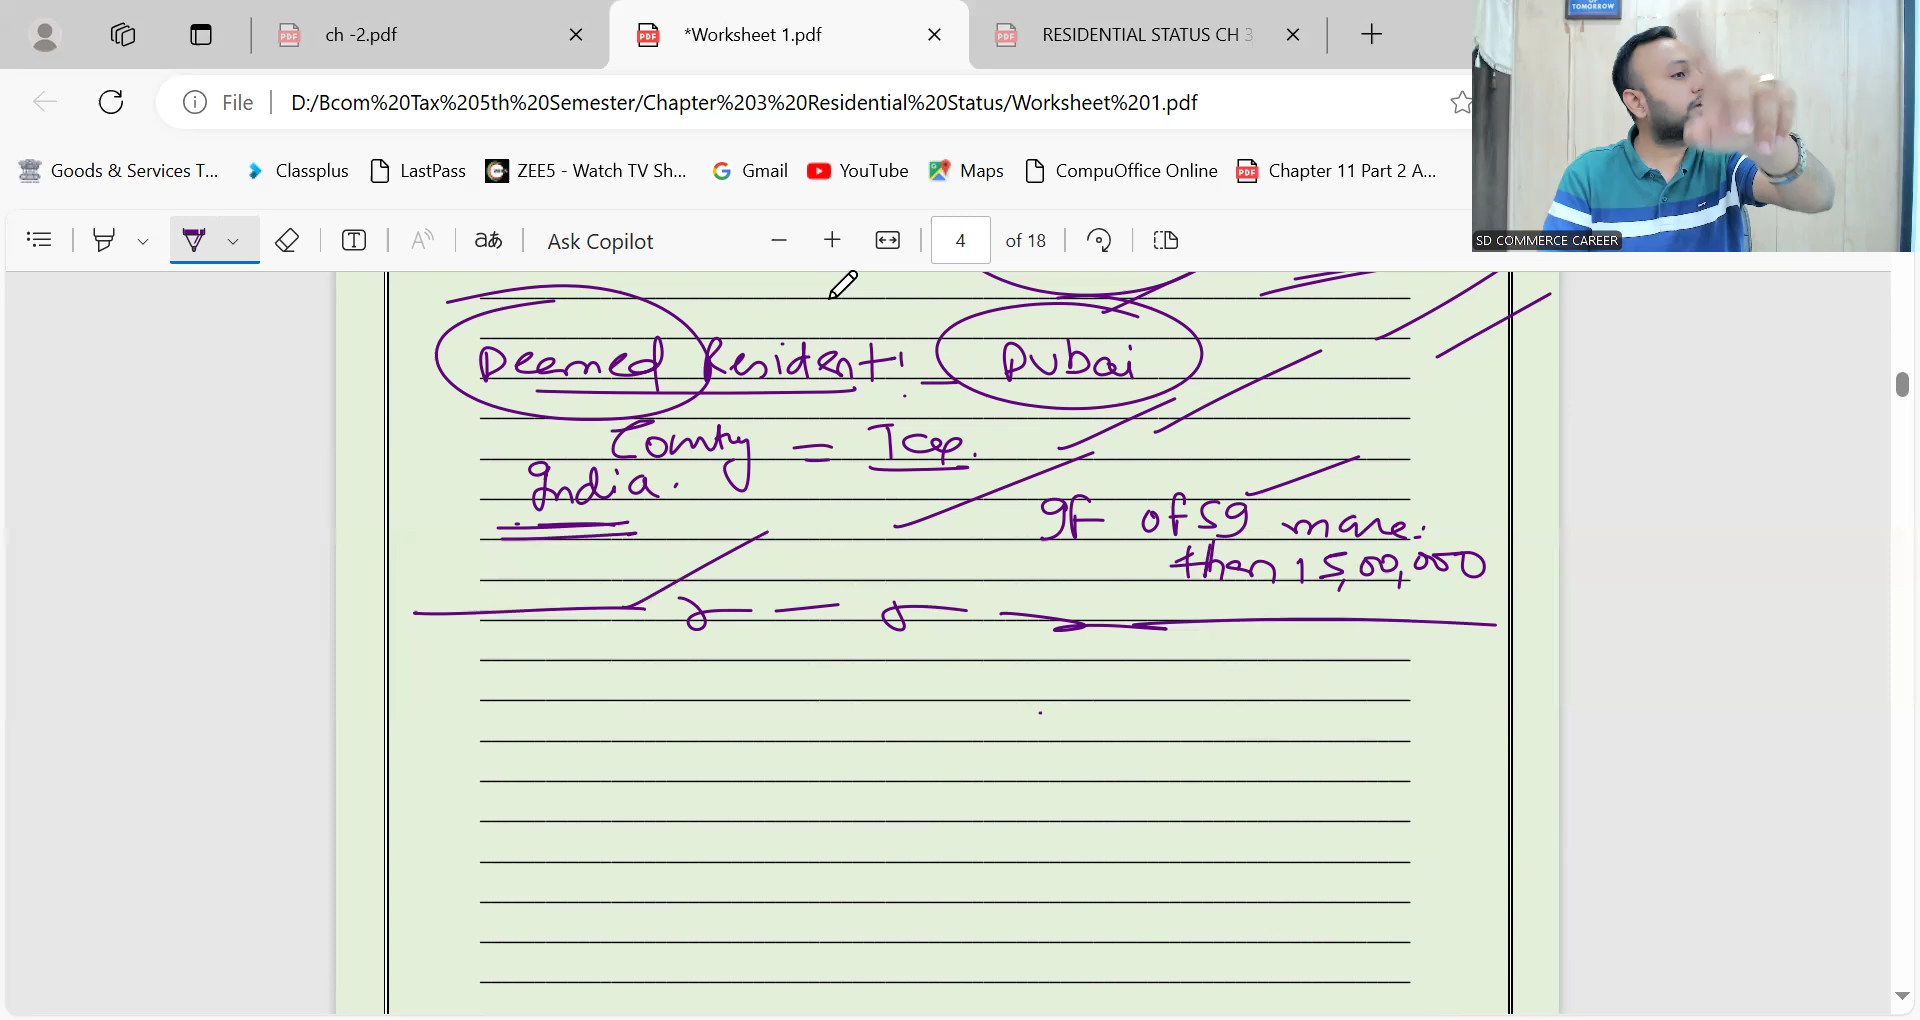 TOMORROW
ch -2.pdf
*Worksheet 1.pdf
RESIDENTIAL STATUS CH 3
File
D:/Bcom%20Tax%205th%20Semester/Chapter%203%20Residential%20Status/Worksheet%201.pdf
Goods & Services T...
Classplus
LastPass
ZEE5 - Watch TV Sh...
Gmail
YouTube
Maps
CompuOffice Online
PDF
Chapter 11 Part 2 A...
SD COMMERCE CAREER
Ask Copilot
4
of 18
Deemed Resident! - Dubai
Country =
India.
If of Sg more
than 15,00,000